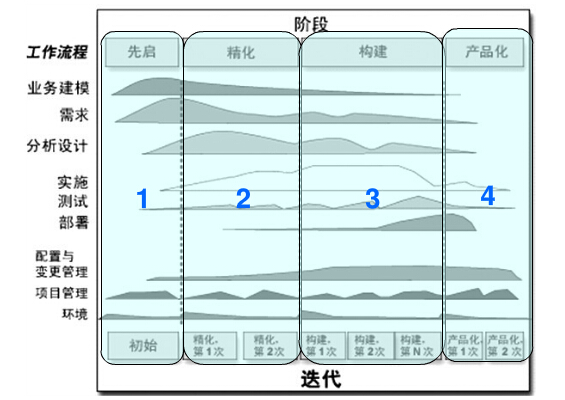 阶段
工作流程
先启
精化
构建
产品化
业务建模
需求
分析设计
实施
测试
部署
1
2
3
4
配置与
变更管理
项目管理
环境
初始
精化,
第1次
精化,
第2次
构建,
第1次
构建,
第2次
构建,
第N次
产品化,
第1次
产品化,
第2次
迭代